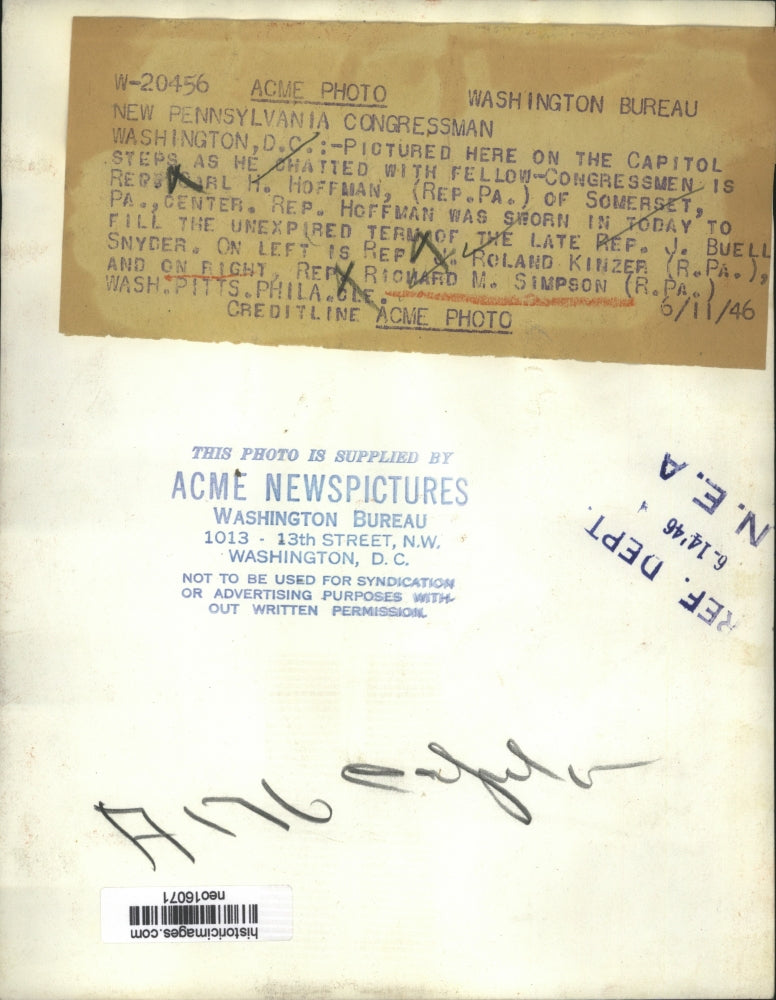 W-20456 ACME PHOTO WASHINGTON BUREAU
NEW PENNSYLVANIA CONGRESSMAN
WASHINGTON, D.C.:-PICTURED HERE ON THE CAPITOL
STEPS AS HE CHATTED WITH FELLOW-CONGRESSMEN IS
REP. CARL H. HOFFMAN, (REP.PA.) OF SOMERSET,
PA., CENTER. REP. HOFFMAN WAS SWORN IN TODAY TO
FILL THE UNEXPIRED TERM OF THE LATE REP. J. BUELL
SNYDER. ON LEFT IS REP. ROLAND KINZER (R.PA.),
AND ON RIGHT, REP. RICHARD M. SIMPSON (R.PA.)
WASH.PITTS.PHILA.CLE. 6/11/46
CREDITLINE ACME PHOTO
THIS PHOTO IS SUPPLIED BY
ACME NEWSPICTURES
WASHINGTON BUREAU
1013 - 13th STREET, N.W.
WASHINGTON, D. C.
NOT TO BE USED FOR SYNDICATION
OR ADVERTISING PURPOSES WITH-
OUT WRITTEN PERMISSION.
REF. DEPT.
6-14'46
N. E. A
historicimages.com
neo16071